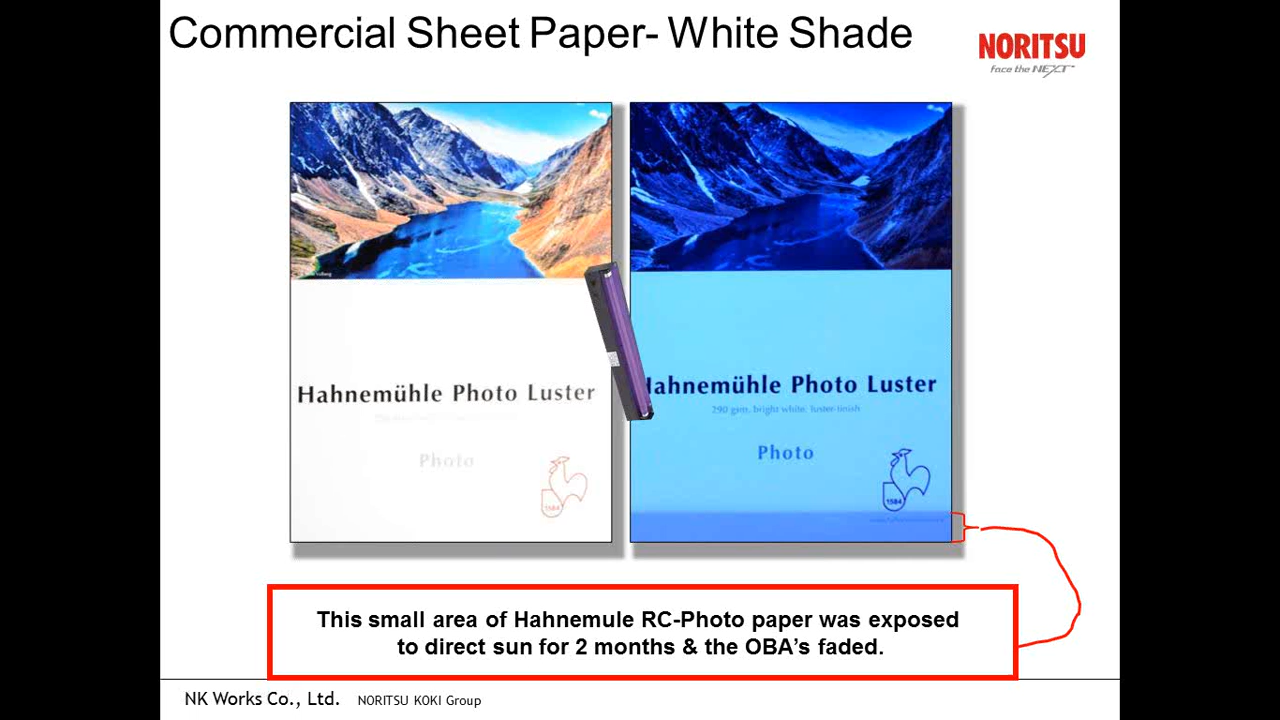 Commercial Sheet Paper- White Shade
NORITSU
face the NEXT
Hahnemühle Photo Luster
Photo
1584
Hahnemühle Photo Luster
290 gsm, bright white, luster-finish
Photo
1584
This small area of Hahnemule RC-Photo paper was exposed
to direct sun for 2 months & the OBA's faded.
NK Works Co., Ltd. NORITSU KOKI Group